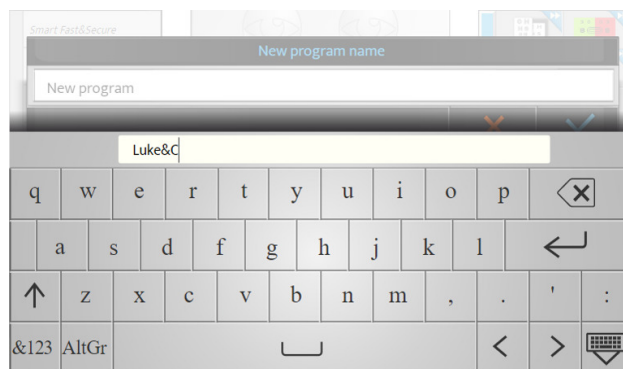 Smart Fast&Secure
New program name
New program
Luke&C
q w e r t y u i o p
a s d f g h j k l
z x c v b n m , . ' :
&123 AltGr < >